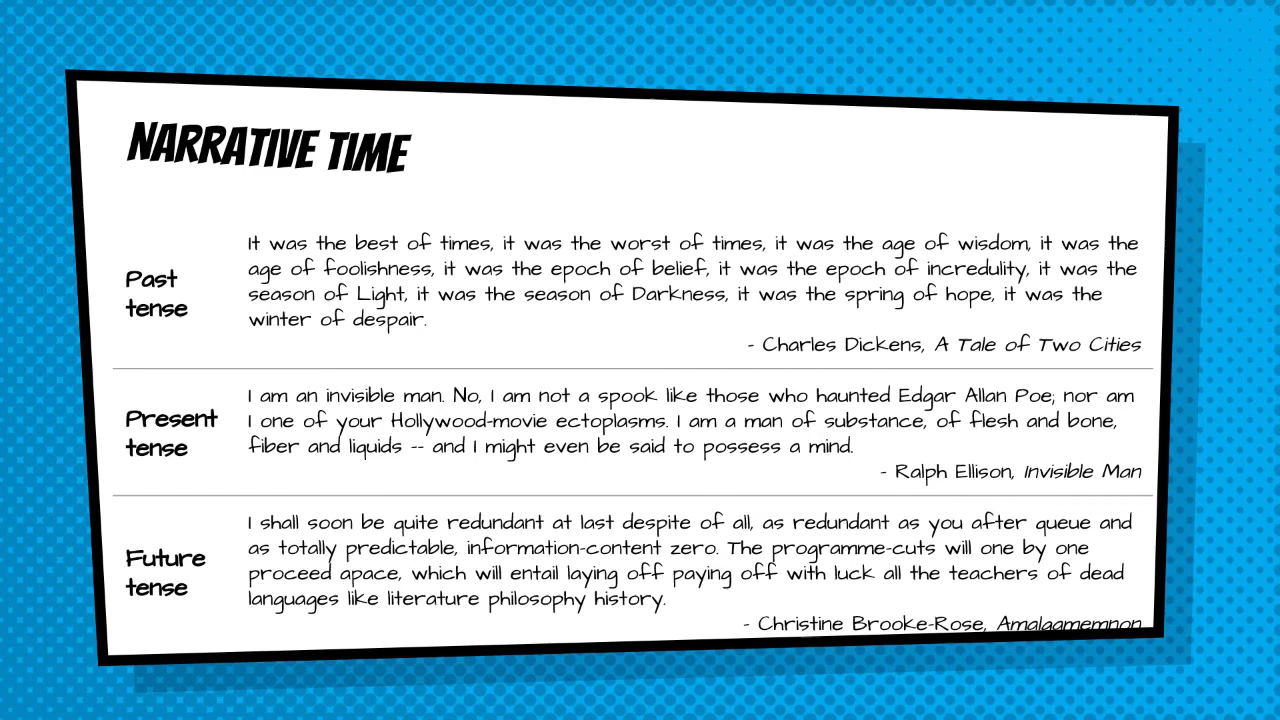 NARRATIVE TIME
Past
tense
It was the best of times, it was the worst of times, it was the age of wisdom, it was the
age of foolishness, it was the epoch of belief, it was the epoch of incredulity, it was the
season of Light, it was the season of Darkness, it was the spring of hope, it was the
winter of despair.
- Charles Dickens, A Tale of Two Cities
Present
tense
I am an invisible man. No, I am not a spook like those who haunted Edgar Allan Poe; nor am
I one of your Hollywood-movie ectoplasms. I am a man of substance, of flesh and bone,
fiber and liquids -- and I might even be said to possess a mind.
- Ralph Ellison, Invisible Man
Future
tense
I shall soon be quite redundant at last despite of all, as redundant as you after queue and
as totally predictable, information-content zero. The programme-cuts will one by one
proceed apace, which will entail laying off paying off with luck all the teachers of dead
languages like literature philosophy history.
- Christine Brooke-Rose, Amalgamemnon